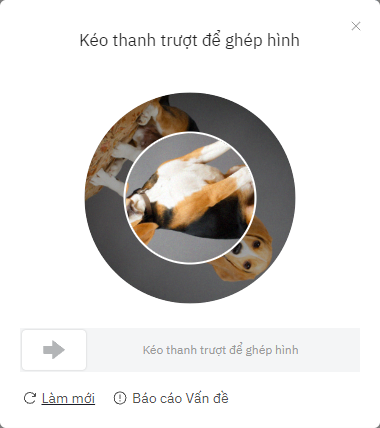 Kéo thanh trượt để ghép hình
Kéo thanh trượt để ghép hình
Làm mới
Báo cáo Vấn đề